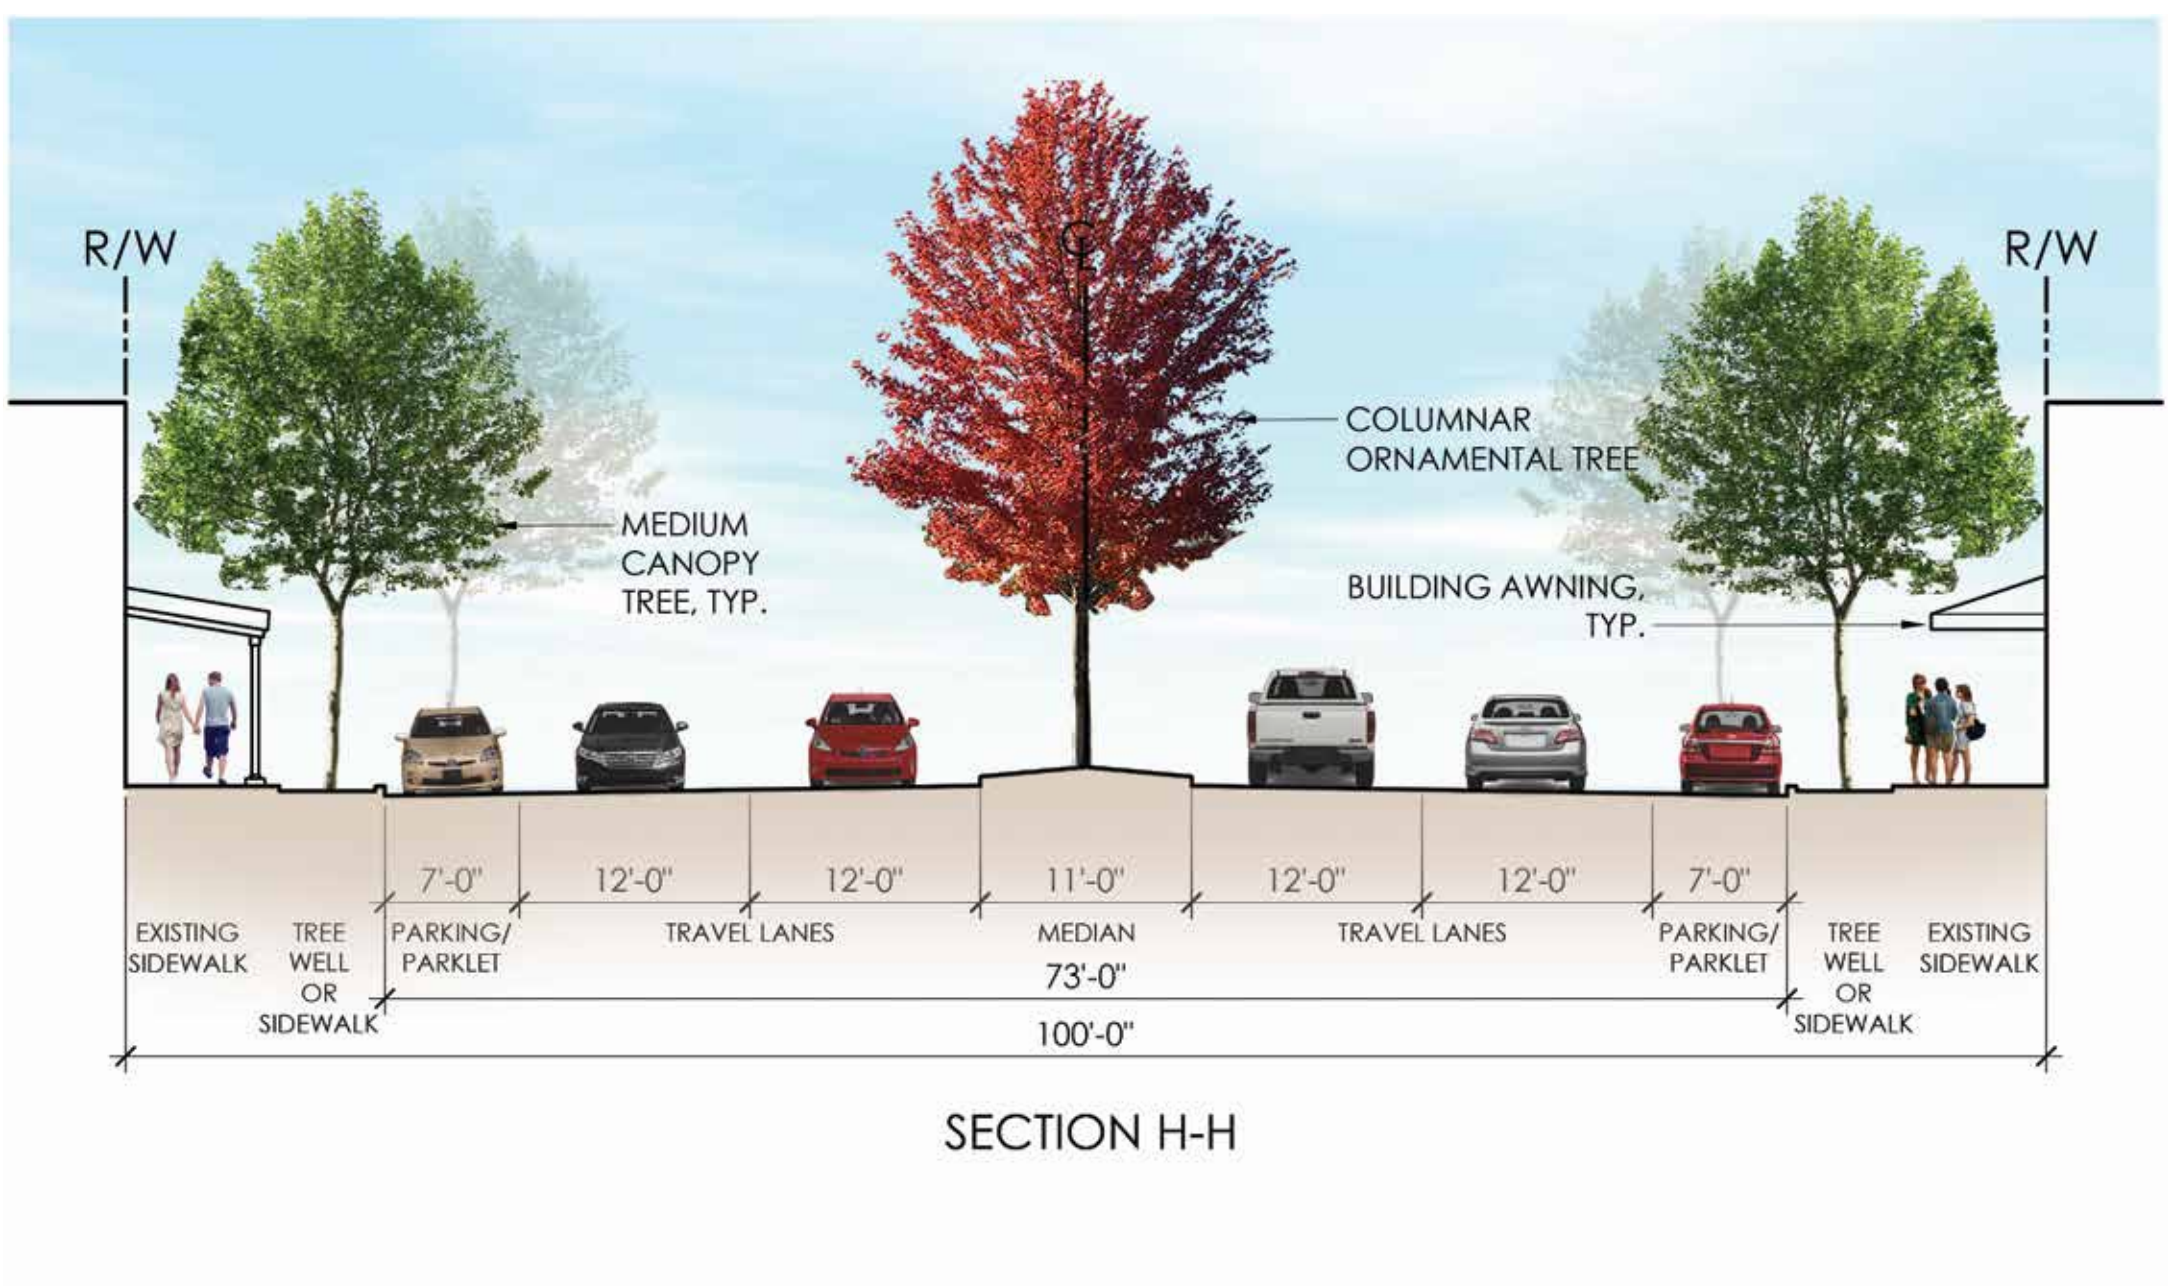 R/W
R/W
℄
COLUMNAR
ORNAMENTAL TREE
MEDIUM
CANOPY
TREE, TYP.
BUILDING AWNING,
TYP.
7'-0"
12'-0"
12'-0"
11'-0"
12'-0"
12'-0"
7'-0"
EXISTING
SIDEWALK
TREE
WELL
OR
SIDEWALK
PARKING/
PARKLET
TRAVEL LANES
MEDIAN
TRAVEL LANES
PARKING/
PARKLET
TREE
WELL
OR
SIDEWALK
EXISTING
SIDEWALK
73'-0"
100'-0"
SECTION H-H